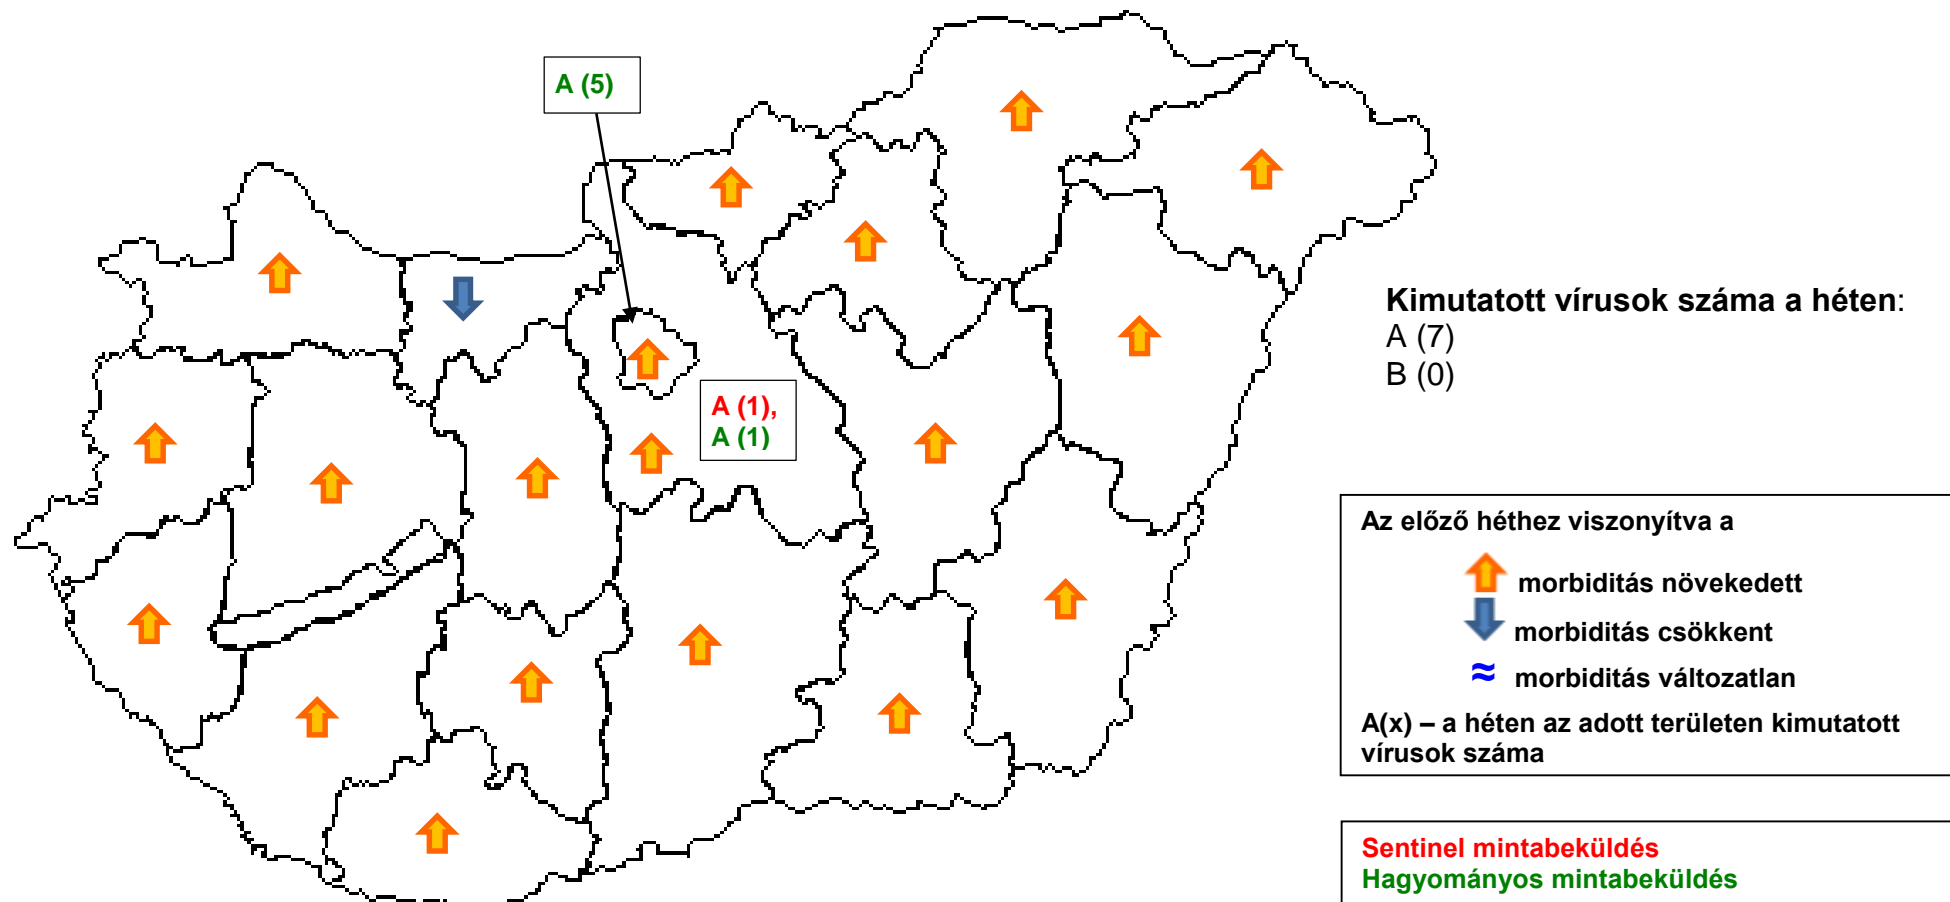 A (5)
A (1),
A (1)
Kimutatott vírusok száma a héten:
A (7)
B (0)
Az előző héthez viszonyítva a
morbiditás növekedett
morbiditás csökkent
≈ morbiditás változatlan
A(x) – a héten az adott területen kimutatott
vírusok száma
Sentinel mintabeküldés
Hagyományos mintabeküldés